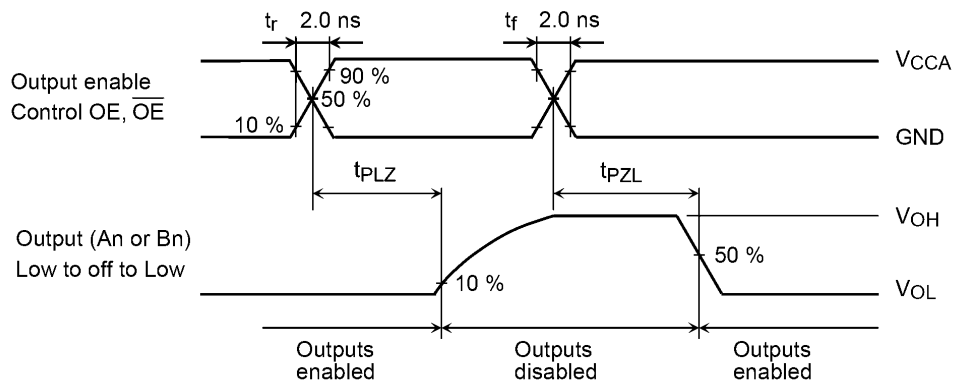 tr 2.0 ns tf 2.0 ns
VCCA
Output enable
Control OE, O̅E̅
90 %
50 %
10 %
GND
tPLZ tPZL
VOH
Output (An or Bn)
Low to off to Low
50 %
10 %
VOL
Outputs enabled
Outputs disabled
Outputs enabled